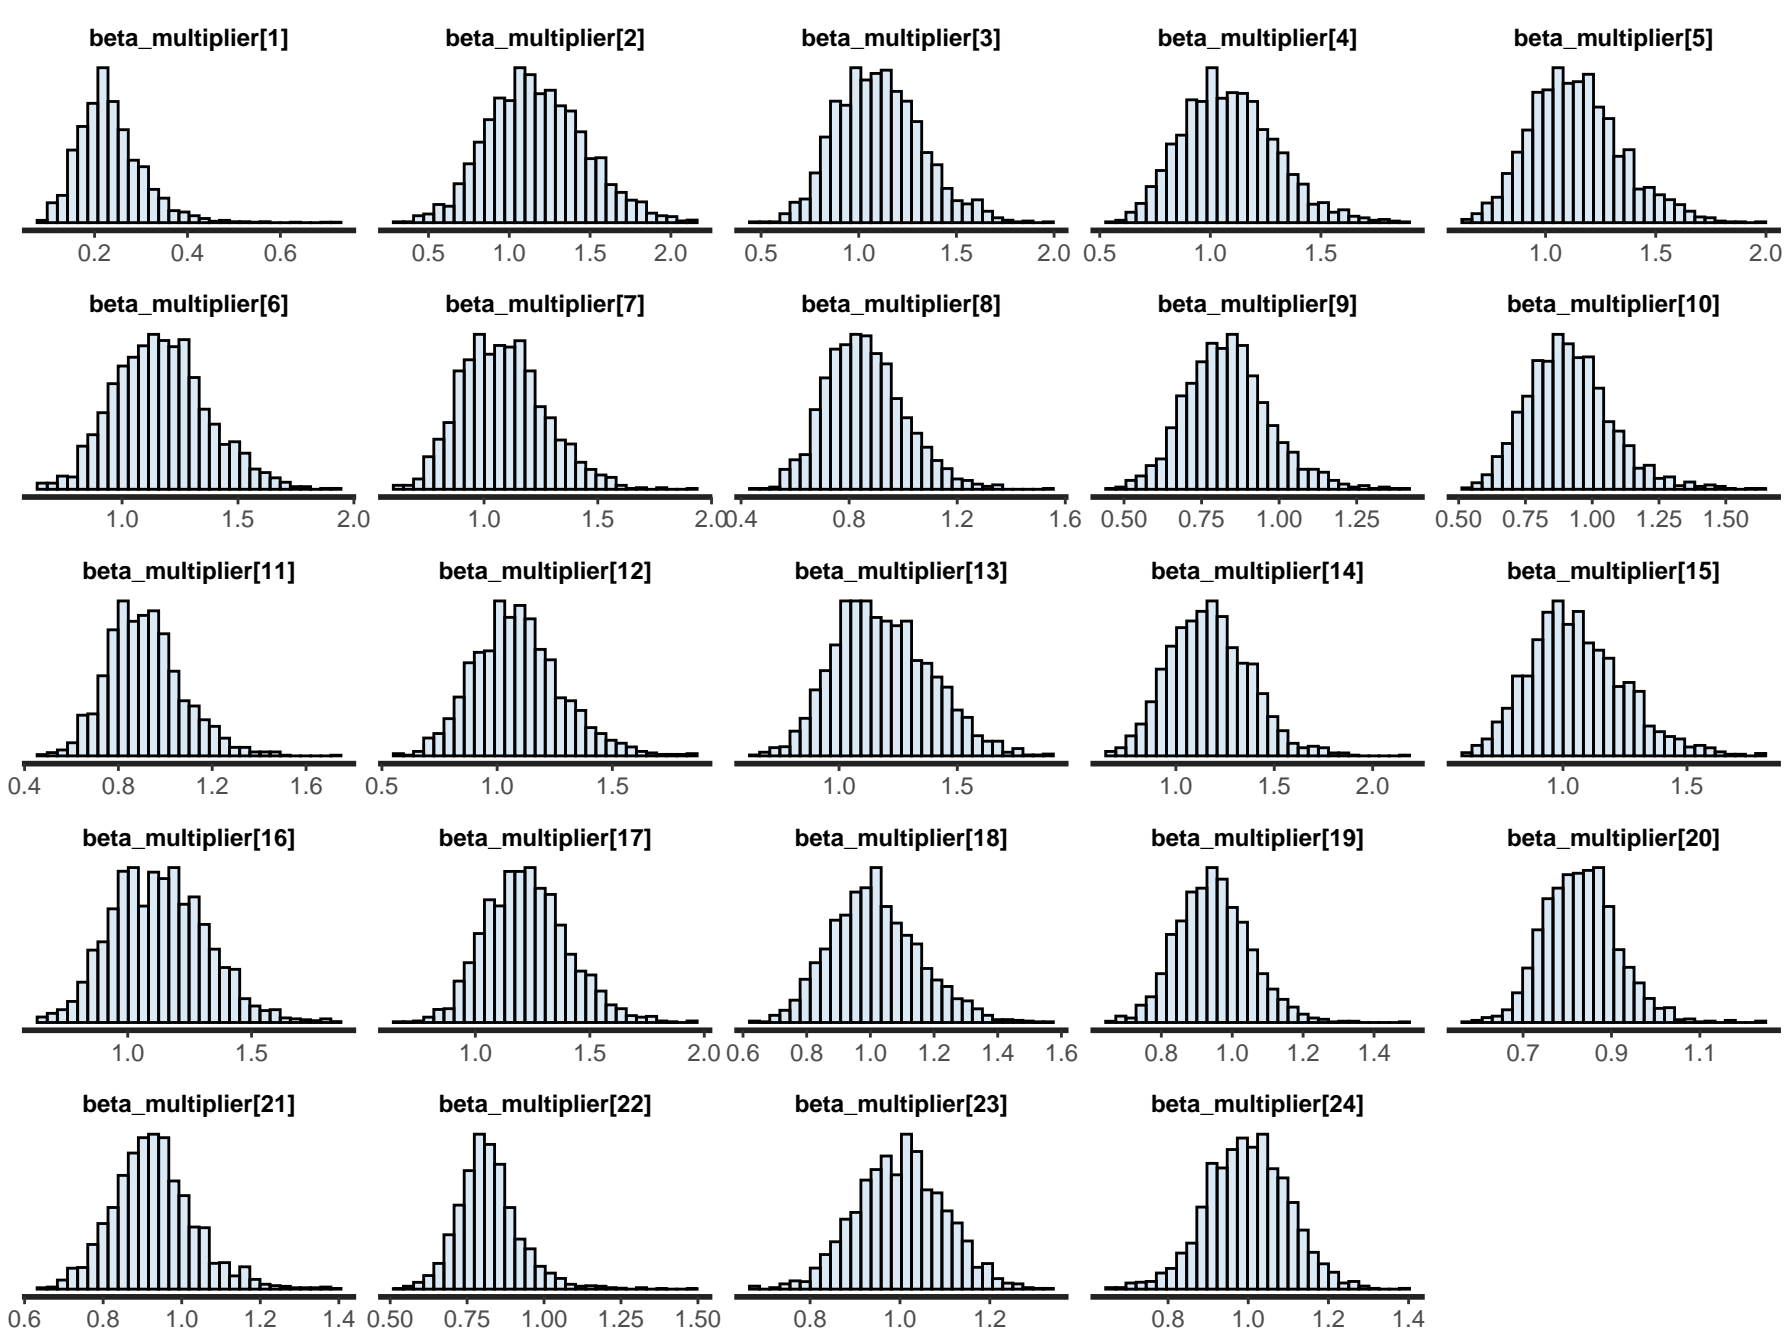 beta_multiplier[1] beta_multiplier[2] beta_multiplier[3] beta_multiplier[4] beta_multiplier[5]
0.2 0.4 0.6 0.5 1.0 1.5 2.0 0.5 1.0 1.5 2.0 0.5 1.0 1.5 1.0 1.5 2.0
beta_multiplier[6] beta_multiplier[7] beta_multiplier[8] beta_multiplier[9] beta_multiplier[10]
1.0 1.5 2.0 1.0 1.5 2.0 0.4 0.8 1.2 1.6 0.50 0.75 1.00 1.25 0.50 0.75 1.00 1.25 1.50
beta_multiplier[11] beta_multiplier[12] beta_multiplier[13] beta_multiplier[14] beta_multiplier[15]
0.4 0.8 1.2 1.6 0.5 1.0 1.5 1.0 1.5 1.0 1.5 2.0 1.0 1.5
beta_multiplier[16] beta_multiplier[17] beta_multiplier[18] beta_multiplier[19] beta_multiplier[20]
1.0 1.5 1.0 1.5 2.0 0.6 0.8 1.0 1.2 1.4 1.6 0.8 1.0 1.2 1.4 0.7 0.9 1.1
beta_multiplier[21] beta_multiplier[22] beta_multiplier[23] beta_multiplier[24]
0.6 0.8 1.0 1.2 1.4 0.50 0.75 1.00 1.25 1.50 0.8 1.0 1.2 0.8 1.0 1.2 1.4